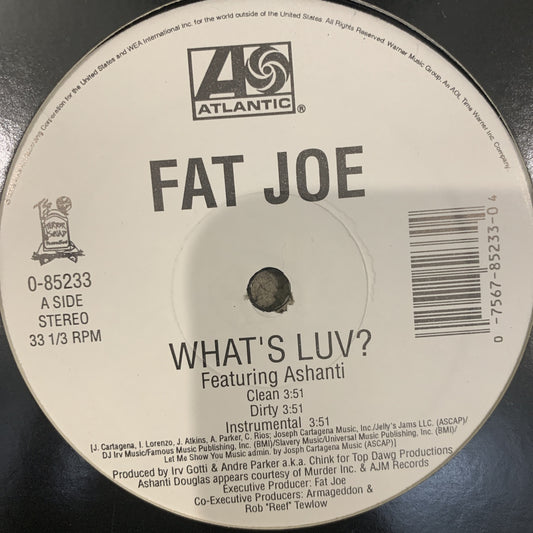 for the United States and WEA International Inc. for the world outside of the United States. All Rights Reserved. Warner Music Group. An AOL Time Warner Inc. Company.
ATLANTIC®
FAT JOE
TERROR SQUAD
0-85233
A SIDE
STEREO
33 1/3 RPM
0 -7567-85233-0 4
WHAT'S LUV?
Featuring Ashanti
Clean 3:51
Dirty 3:51
Instrumental 3:51
[J. Cartagena, I. Lorenzo, J. Atkins, A. Parker, C. Rios; Joseph Cartagena Music, Inc./Jelly's Jams LLC. (ASCAP)/
DJ Irv Music/Famous Music Publishing, Inc. (BMI)/Slavery Music/Universal Music Publishing, Inc. (BMI)/
Let Me Show You Music admin. by Josph Cartagena Music (ASCAP)]
Produced by Irv Gotti & Andre Parker a.k.a. Chink for Top Dawg Productions
Ashanti Douglas appears courtesy of Murder Inc. & AJM Records
Executive Producer: Fat Joe
Co-Executive Producers: Armageddon &
Rob "Reef" Tewlow